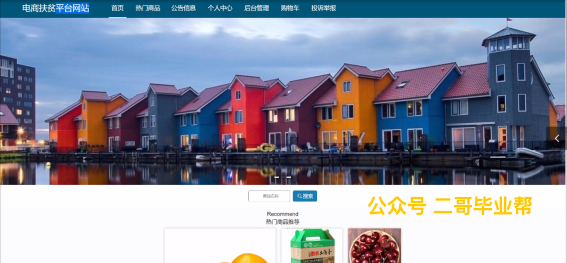 电商扶贫平台网站
首页 热门商品 公告信息 个人中心 后台管理 购物车 投诉举报
商品名称 搜索
公众号 二哥毕业帮
Recommend
热门商品推荐